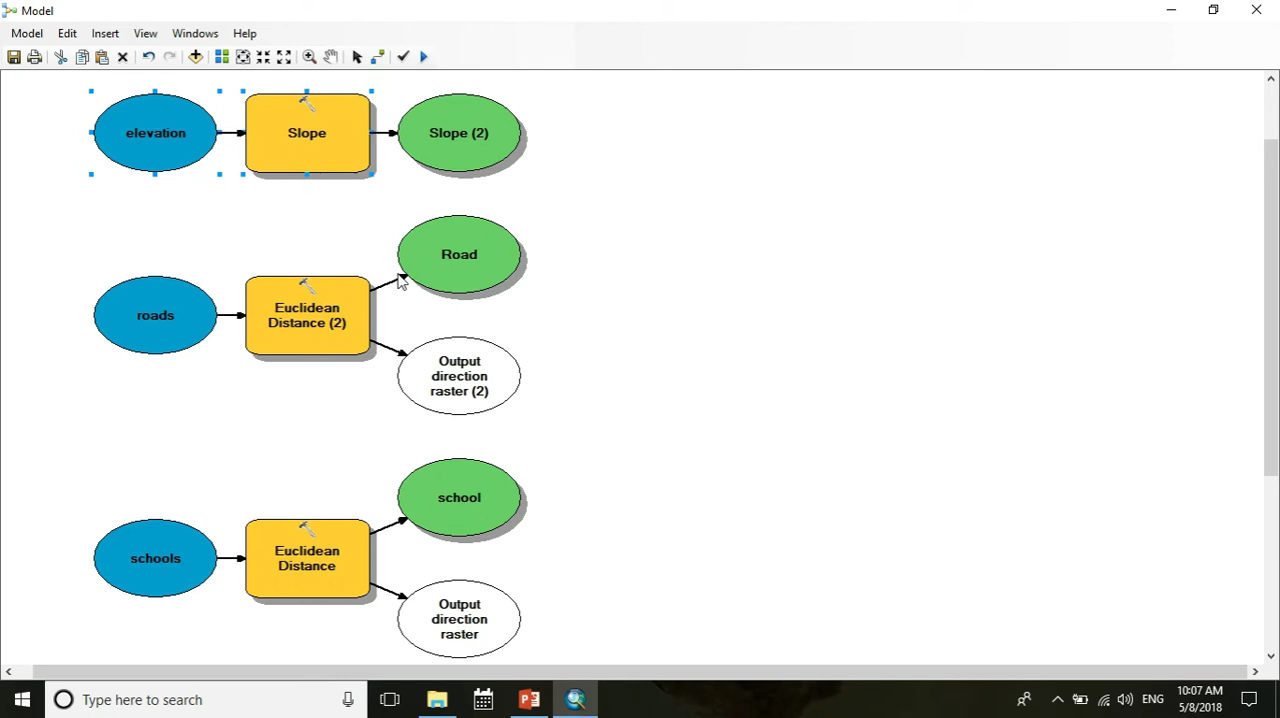 Model
Model Edit Insert View Windows Help
elevation
Slope
Slope (2)
Road
roads
Euclidean
Distance (2)
Output
direction
raster (2)
school
schools
Euclidean
Distance
Output
direction
raster
Type here to search
ENG
10:07 AM
5/8/2018